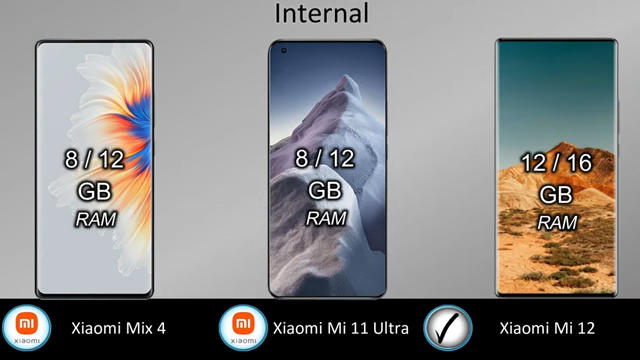 Internal
8 / 12
GB
RAM
8 / 12
GB
RAM
12 / 16
GB
RAM
xiaomi
Xiaomi Mix 4
xiaomi
Xiaomi Mi 11 Ultra
Xiaomi Mi 12